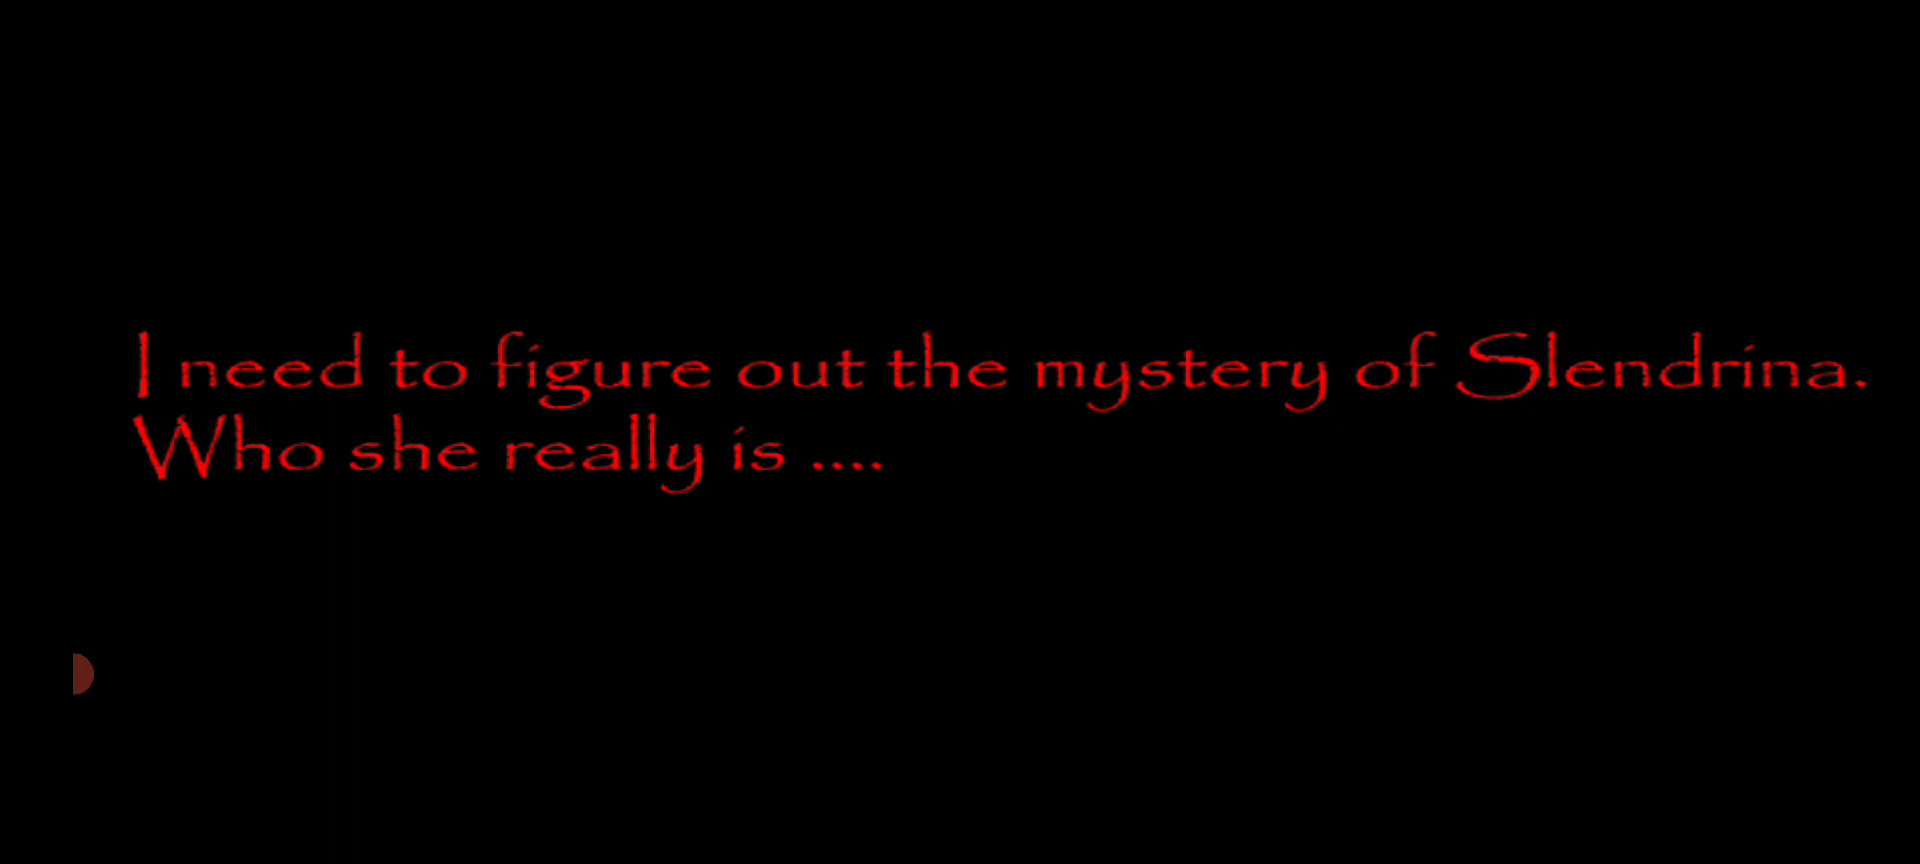 I need to figure out the mystery of Slendrina.
Who she really is ....